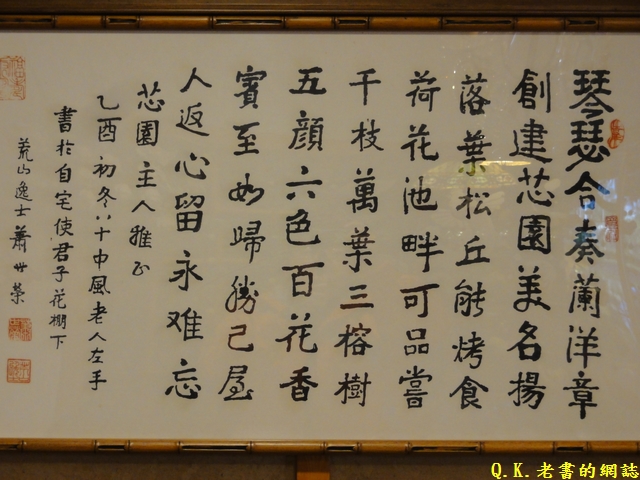 琴瑟合奏蘭洋章
創建芯園美名揚
落葉松丘能烤食
荷花池畔可品嘗
千枝萬葉三榕樹
五顏六色百花香
賓至如歸勝己屋
人返心留永难忘
芯園主人雅正
乙酉初冬八十中風老人左手
書於自宅使君子花棚下
荒山逸士蕭世榮
Q.K.老書的網誌